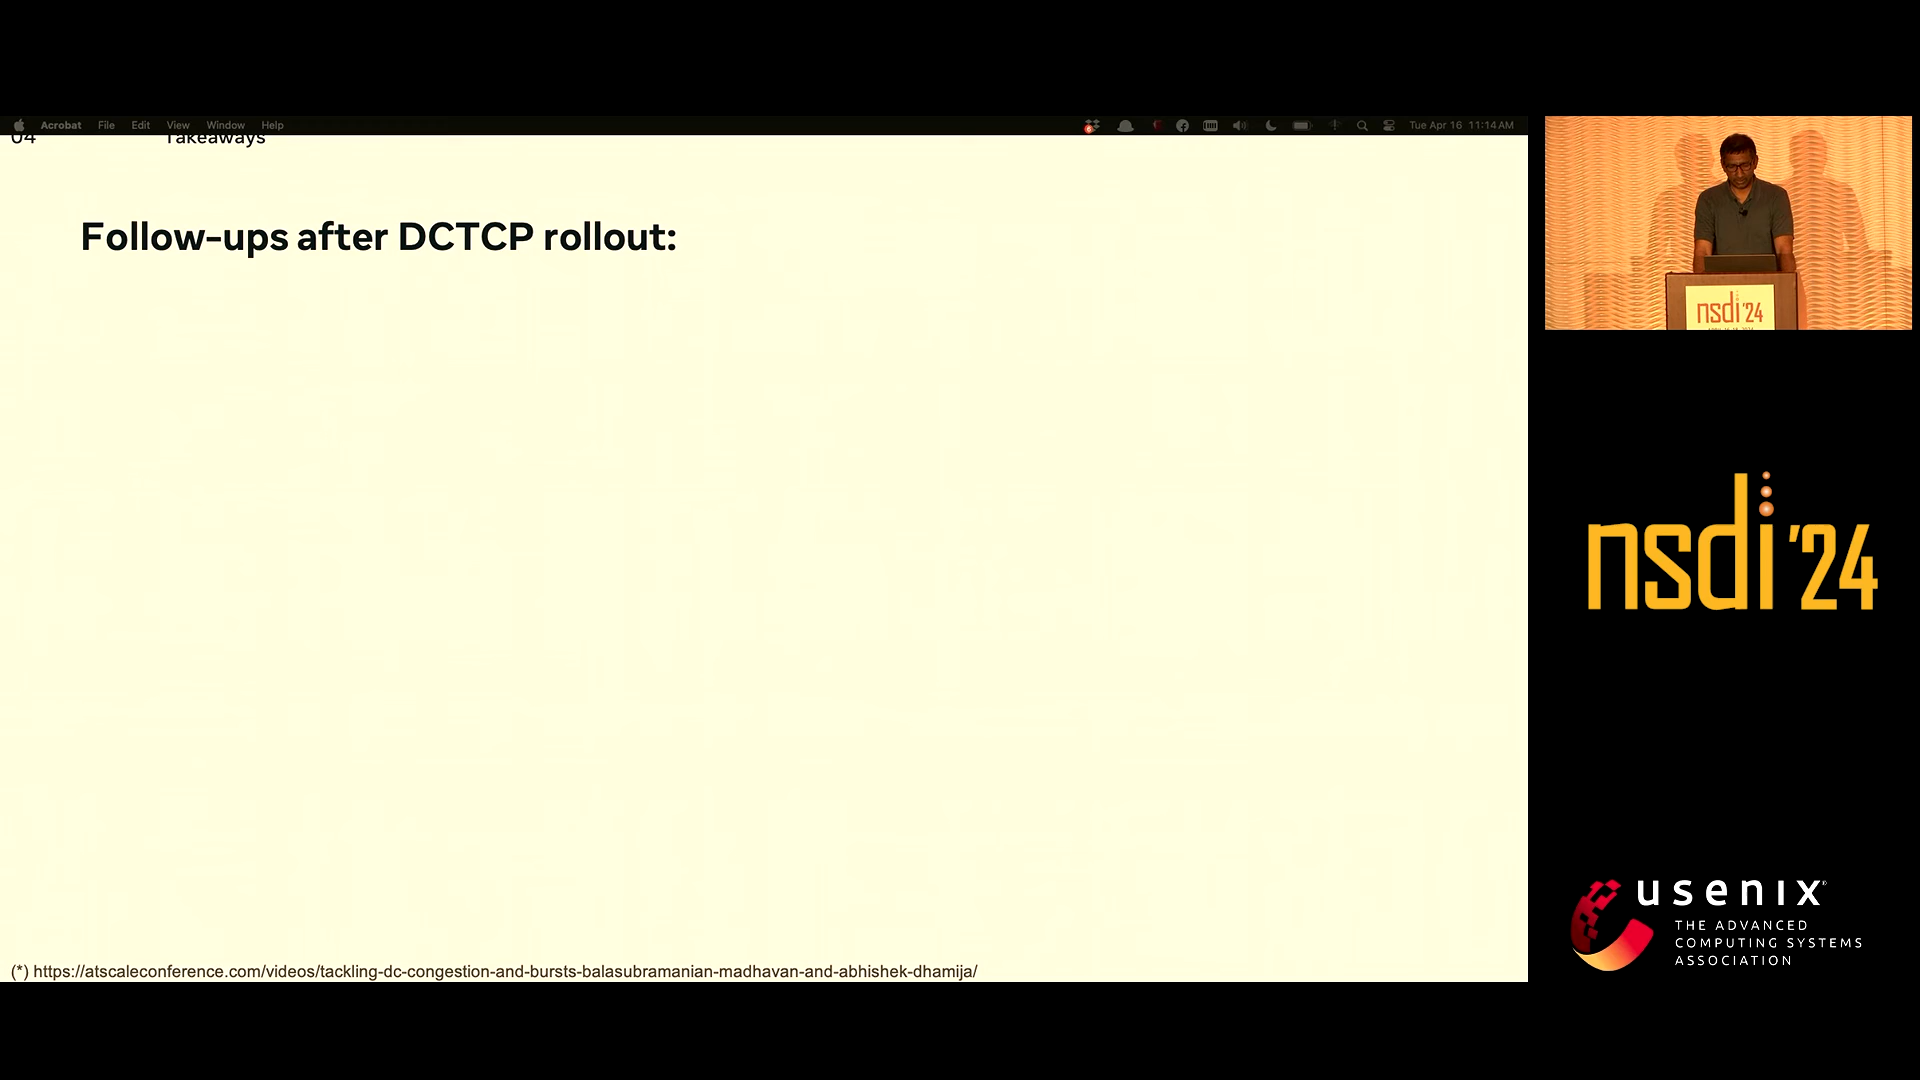 Acrobat File Edit View Window Help Tue Apr 16 11:14 AM
04 Takeaways
Follow-ups after DCTCP rollout:
(*) https://atscaleconference.com/videos/tackling-dc-congestion-and-bursts-balasubramanian-madhavan-and-abhishek-dhamija/
nsdi '24
nsdi '24
usenix
THE ADVANCED
COMPUTING SYSTEMS
ASSOCIATION